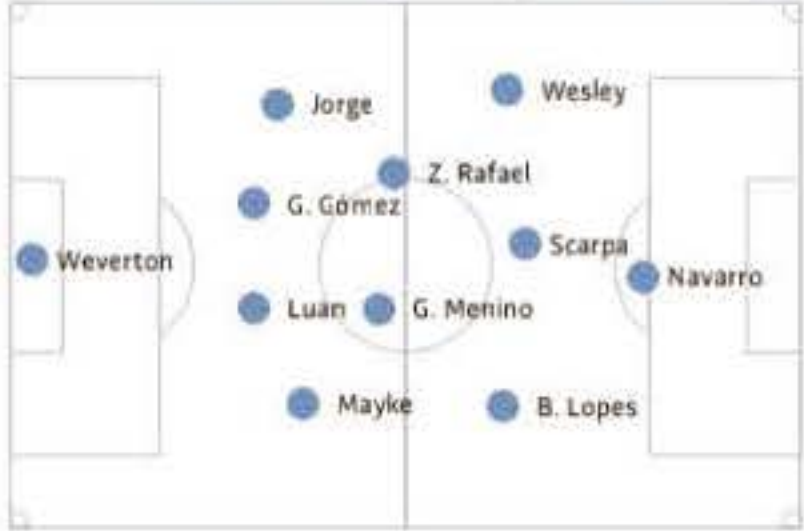 Wesley
Jorge
Z. Rafael
G. Gómez
Scarpa
Weverton
Navarro
Luan
G. Menino
Mayke
B. Lopes